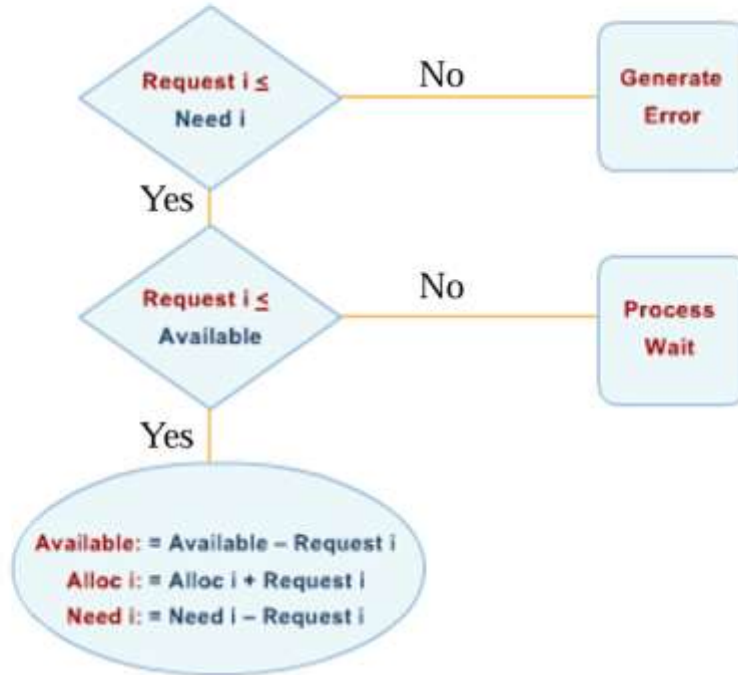 Request i ≤
Need i
No
Generate
Error
Yes
Request i ≤
Available
No
Process
Wait
Yes
Available: = Available – Request i
Alloc i: = Alloc i + Request i
Need i: = Need i – Request i